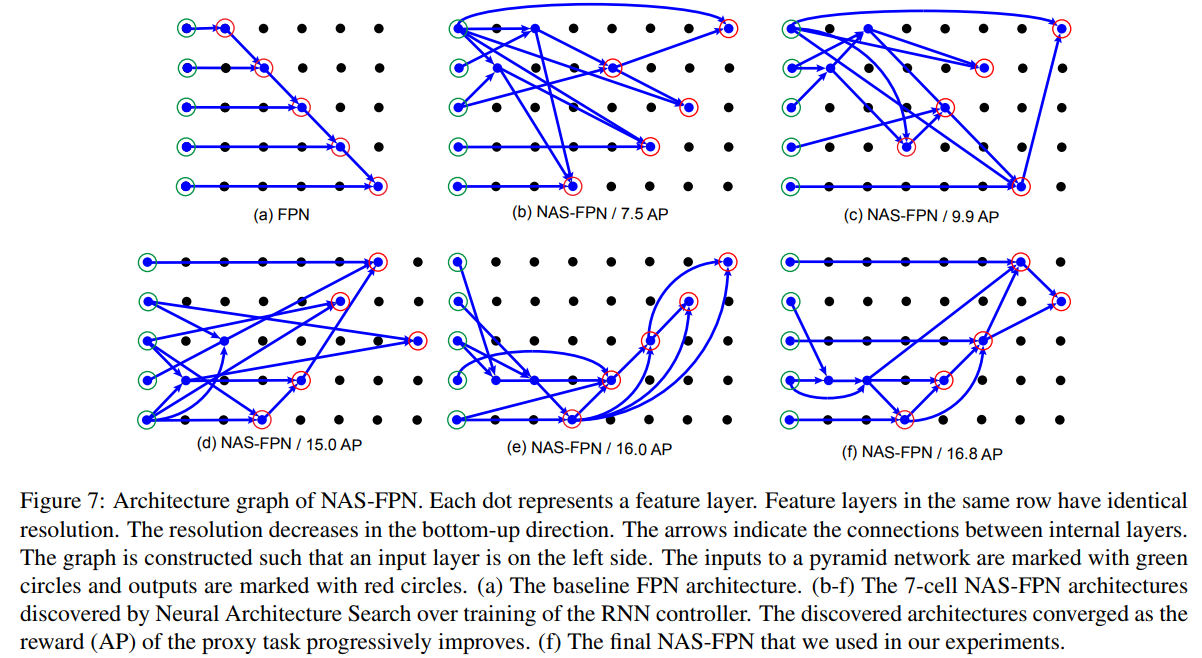 (a) FPN
(b) NAS-FPN / 7.5 AP
(c) NAS-FPN / 9.9 AP
(d) NAS-FPN / 15.0 AP
(e) NAS-FPN / 16.0 AP
(f) NAS-FPN / 16.8 AP
Figure 7: Architecture graph of NAS-FPN. Each dot represents a feature layer. Feature layers in the same row have identical
resolution. The resolution decreases in the bottom-up direction. The arrows indicate the connections between internal layers.
The graph is constructed such that an input layer is on the left side. The inputs to a pyramid network are marked with green
circles and outputs are marked with red circles. (a) The baseline FPN architecture. (b-f) The 7-cell NAS-FPN architectures
discovered by Neural Architecture Search over training of the RNN controller. The discovered architectures converged as the
reward (AP) of the proxy task progressively improves. (f) The final NAS-FPN that we used in our experiments.